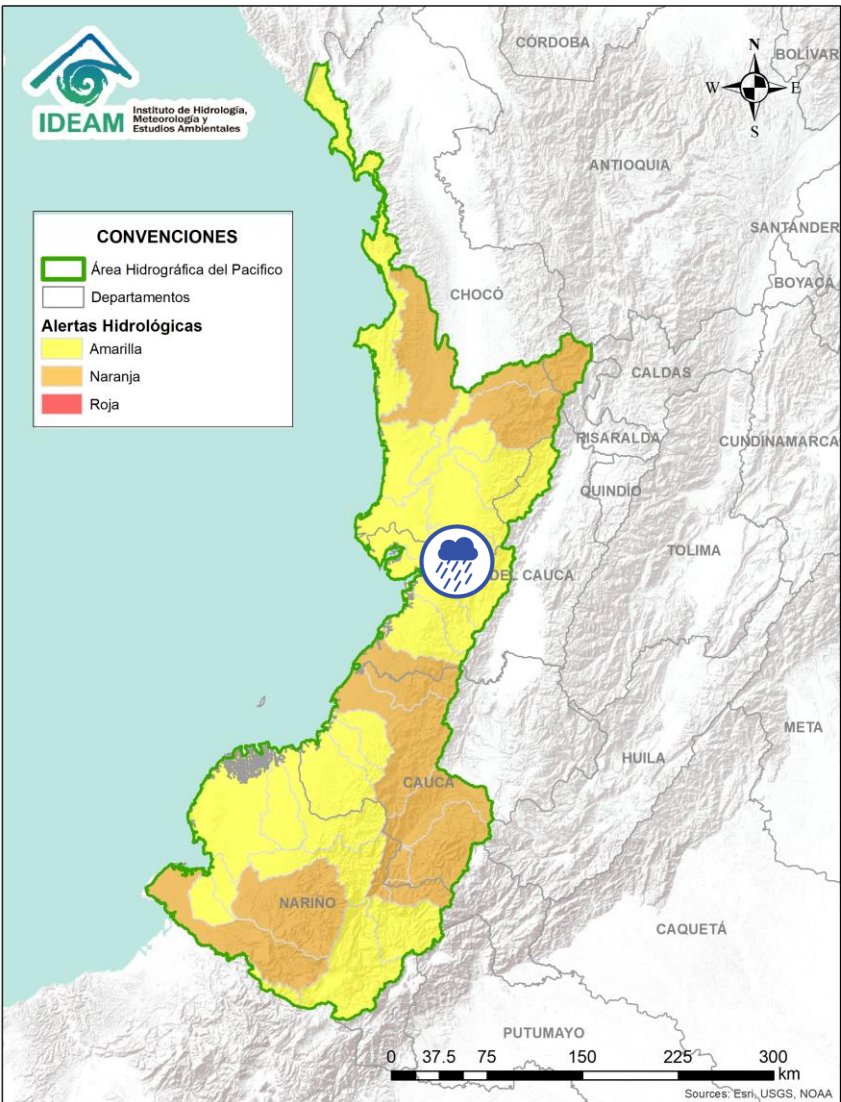 IDEAM
Instituto de Hidrología,
Meteorología y
Estudios Ambientales
CÓRDOBA
BOLÍVAR
N
W
E
S
ANTIOQUIA
SANTANDER
BOYACÁ
CONVENCIONES
Área Hidrográfica del Pacifico
Departamentos
Alertas Hidrológicas
Amarilla
Naranja
Roja
CHOCÓ
CALDAS
RISARALDA
CUNDINAMARCA
QUINDÍO
TOLIMA
DEL CAUCA
META
HUILA
CAUCA
NARIÑO
CAQUETÁ
PUTUMAYO
0 37.5 75 150 225 300
km
Sources: Esri, USGS, NOAA